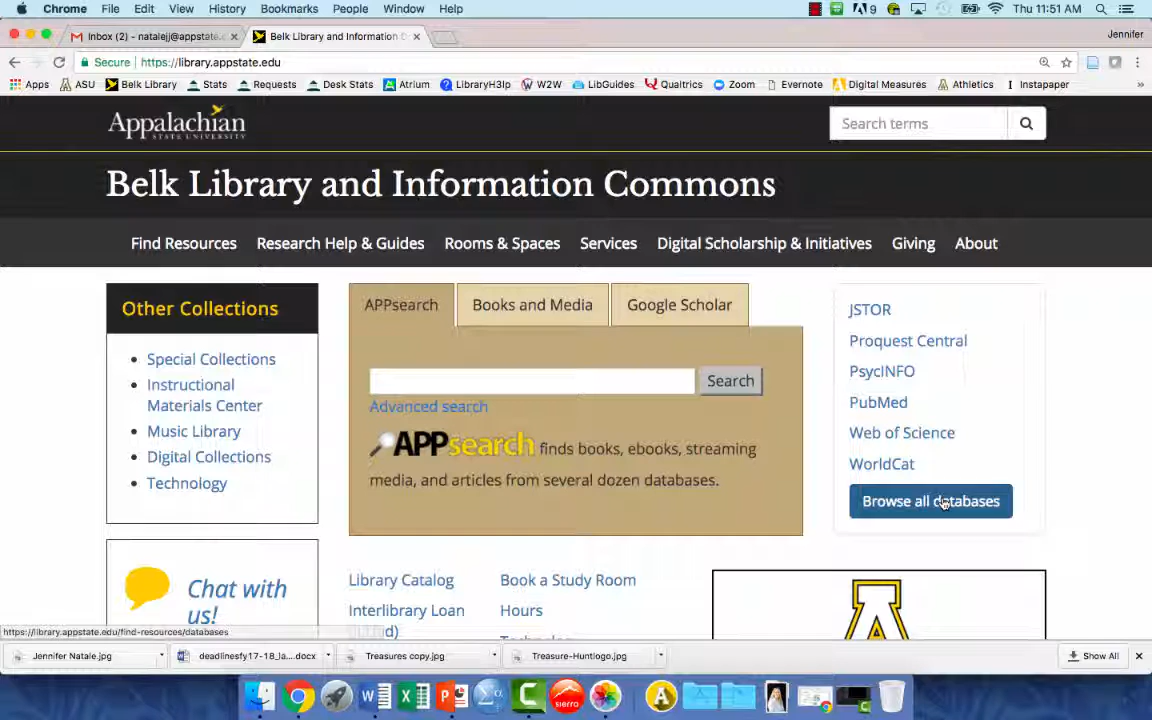 Chrome File Edit View History Bookmarks People Window Help 9 Thu 11:51 AM
Inbox (2) - natalejj@appstate. Belk Library and Information Jennifer
Secure https://library.appstate.edu
Apps ASU Belk Library Stats Requests Desk Stats Atrium LibraryH3lp W2W LibGuides Qualtrics Zoom Evernote Digital Measures Athletics Instapaper »
Appalachian
STATE UNIVERSITY
Search terms
Belk Library and Information Commons
Find Resources Research Help & Guides Rooms & Spaces Services Digital Scholarship & Initiatives Giving About
Other Collections
Special Collections
Instructional
Materials Center
Music Library
Digital Collections
Technology
Chat with
us!
APPsearch Books and Media Google Scholar
Search
Advanced search
APPsearch finds books, ebooks, streaming
media, and articles from several dozen databases.
Library Catalog Book a Study Room
Interlibrary Loan Hours
d)
JSTOR
Proquest Central
PsycINFO
PubMed
Web of Science
WorldCat
Browse all databases
A
https://library.appstate.edu/find-resources/databases
Jennifer Natale.jpg deadlinesfy17-18_la....docx Treasures copy.jpg Treasure-Huntlogo.jpg Show All
sierra